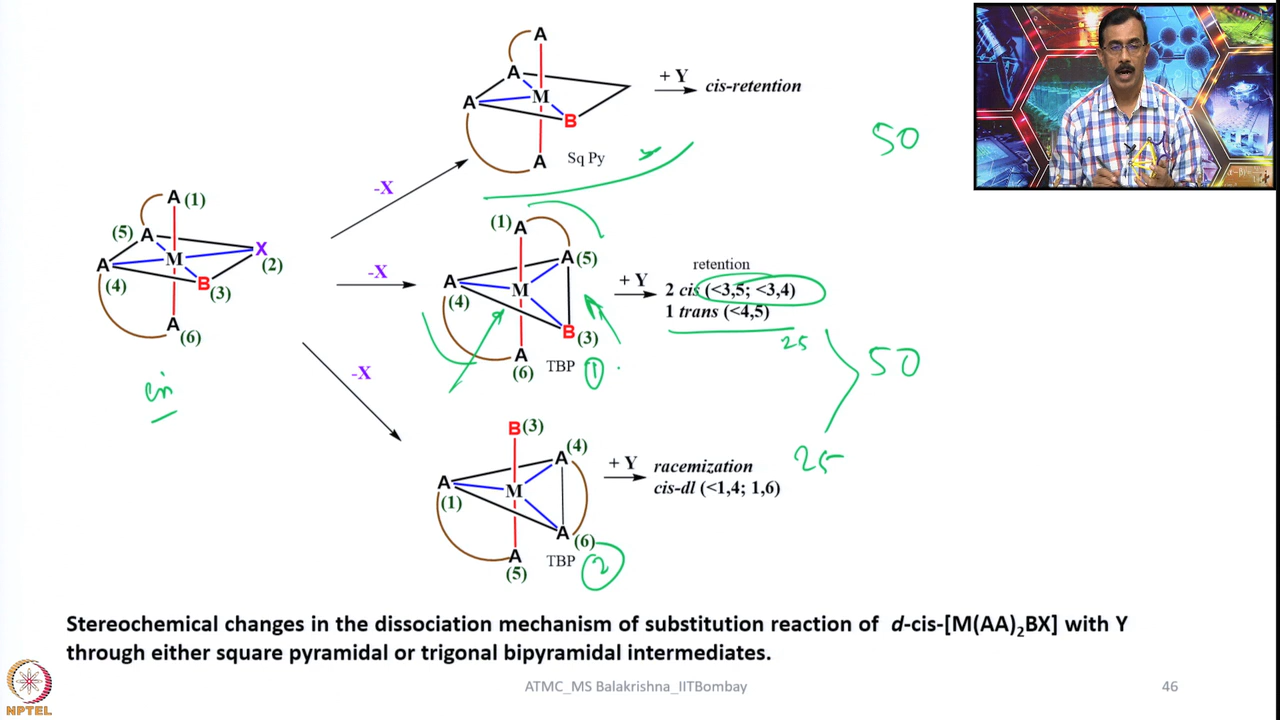 A
A
+ Y
cis-retention
M
A
B
50
A
Sq Py
-X
A (1)
(5) A
X
(2)
M
A
(4)
B
(3)
A
(6)
cis
-X
(1) A
A (5)
A
(4)
M
B
(3)
A
(6)
TBP
1
+ Y
retention
2 cis (<3,5; <3,4)
1 trans (<4,5)
25
50
-X
B (3)
(4)
A
A
(1)
M
A
(6)
A
(5)
TBP
2
+ Y
racemization
cis-dl (<1,4; 1,6)
25
Stereochemical changes in the dissociation mechanism of substitution reaction of d-cis-[M(AA)₂BX] with Y
through either square pyramidal or trigonal bipyramidal intermediates.
NPTEL
ATMC_MS Balakrishna_IITBombay
46